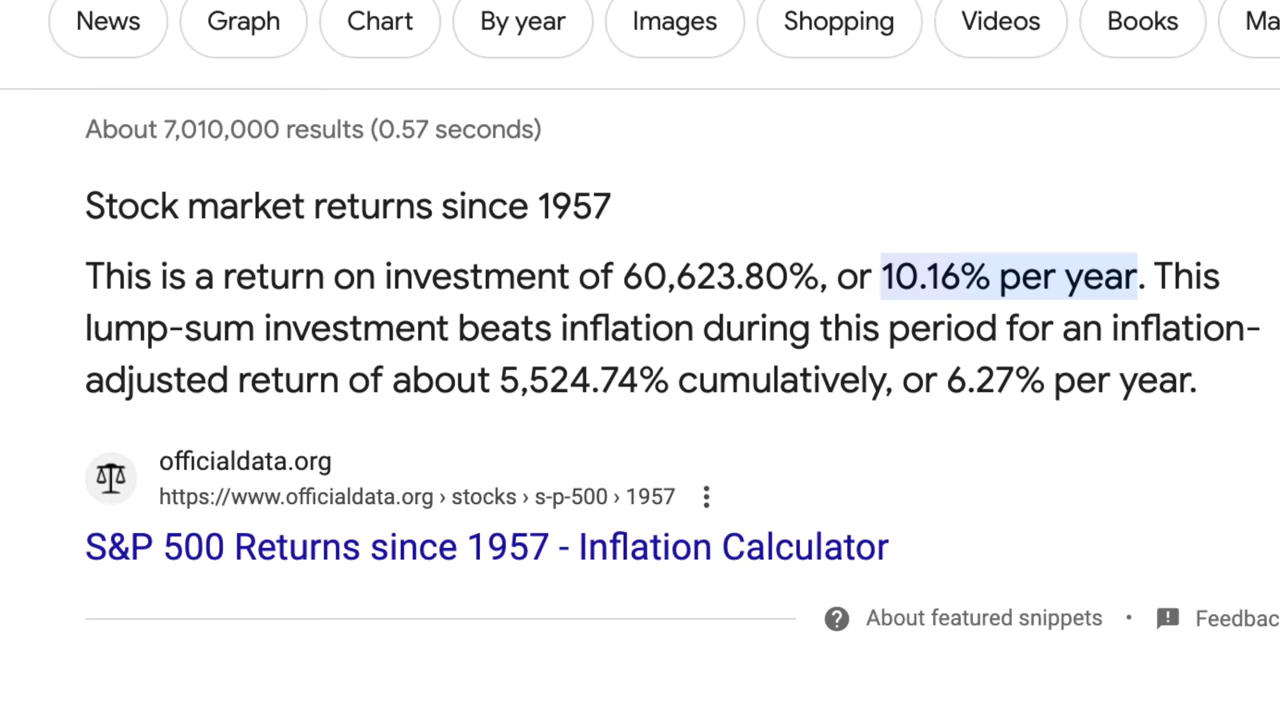 News Graph Chart By year Images Shopping Videos Books Ma
About 7,010,000 results (0.57 seconds)
Stock market returns since 1957
This is a return on investment of 60,623.80%, or 10.16% per year. This
lump-sum investment beats inflation during this period for an inflation-
adjusted return of about 5,524.74% cumulatively, or 6.27% per year.
officialdata.org
https://www.officialdata.org › stocks › s-p-500 › 1957
S&P 500 Returns since 1957 - Inflation Calculator
About featured snippets • Feedbac